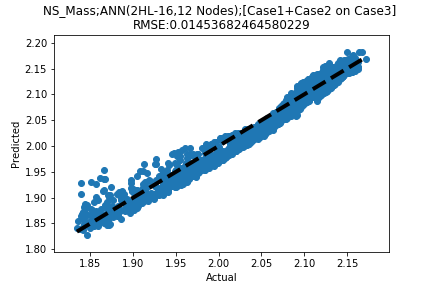 NS_Mass;ANN(2HL-16,12 Nodes);[Case1+Case2 on Case3]
RMSE:0.01453682464580229
2.20
2.15
2.10
2.05
2.00
1.95
1.90
1.85
1.80
Predicted
1.85 1.90 1.95 2.00 2.05 2.10 2.15
Actual